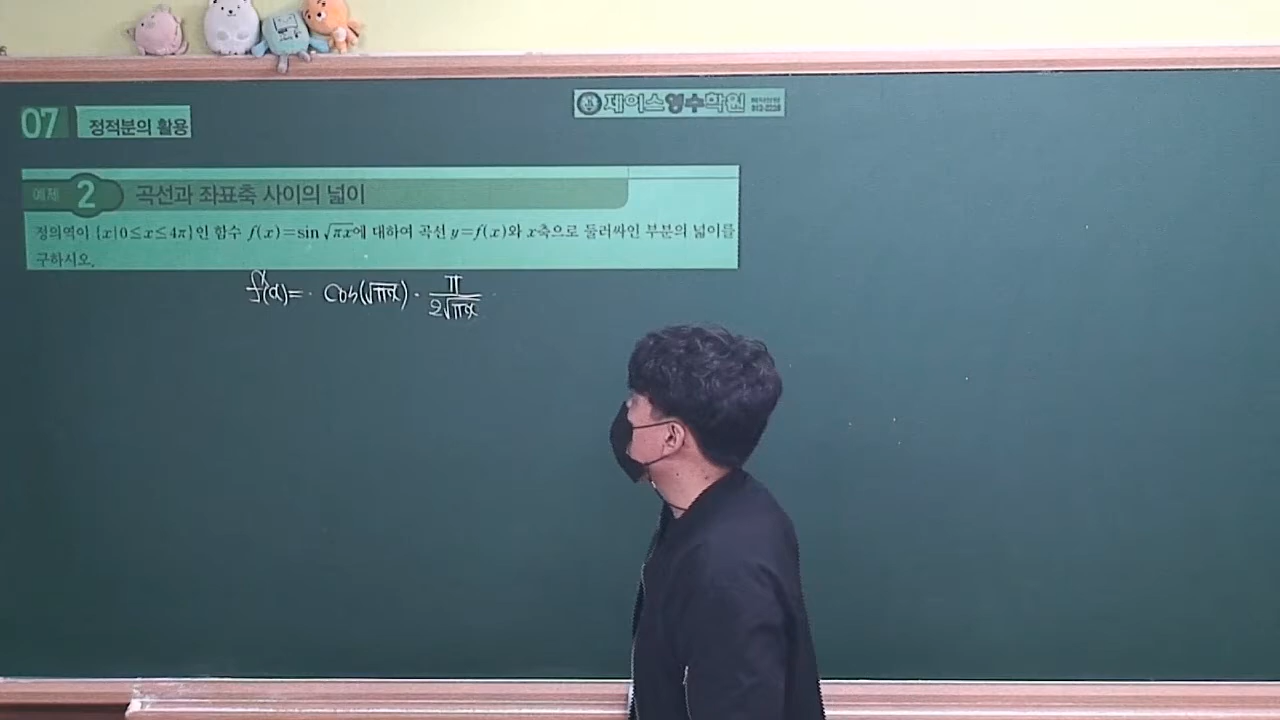 07 정적분의 활용
제이스영수학원
예제 2 곡선과 좌표축 사이의 넓이
정의역이 {x|0≤x≤4π}인 함수 f(x)=sin √πx에 대하여 곡선 y=f(x)와 x축으로 둘러싸인 부분의 넓이를
구하시오.
f'(x)=· Cos(√πx) · π/2√πx